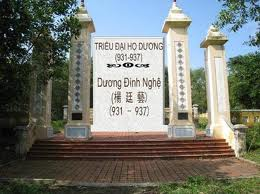 TRIỀU ĐẠI HỌ DƯƠNG
(931-937)
Dương Đình Nghệ
(楊廷藝)
(931 - 937)